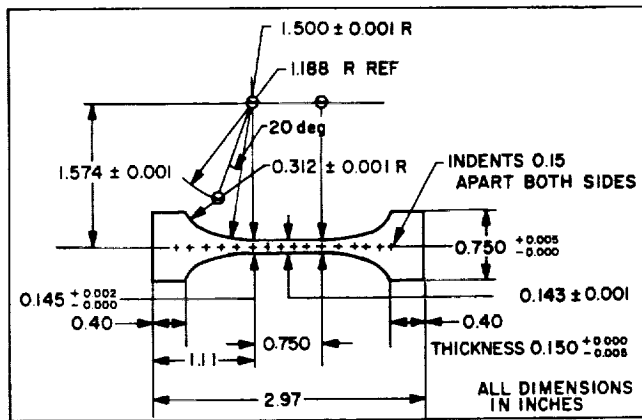 1.500 ± 0.001 R
1.188 R REF
20 deg
1.574 ± 0.001
0.312 ± 0.001 R
INDENTS 0.15
APART BOTH SIDES
0.750 +0.005 -0.000
0.145 +0.002 -0.000
0.143 ± 0.001
0.40
0.40
0.750
1.11
THICKNESS 0.150 +0.000 -0.005
2.97
ALL DIMENSIONS
IN INCHES